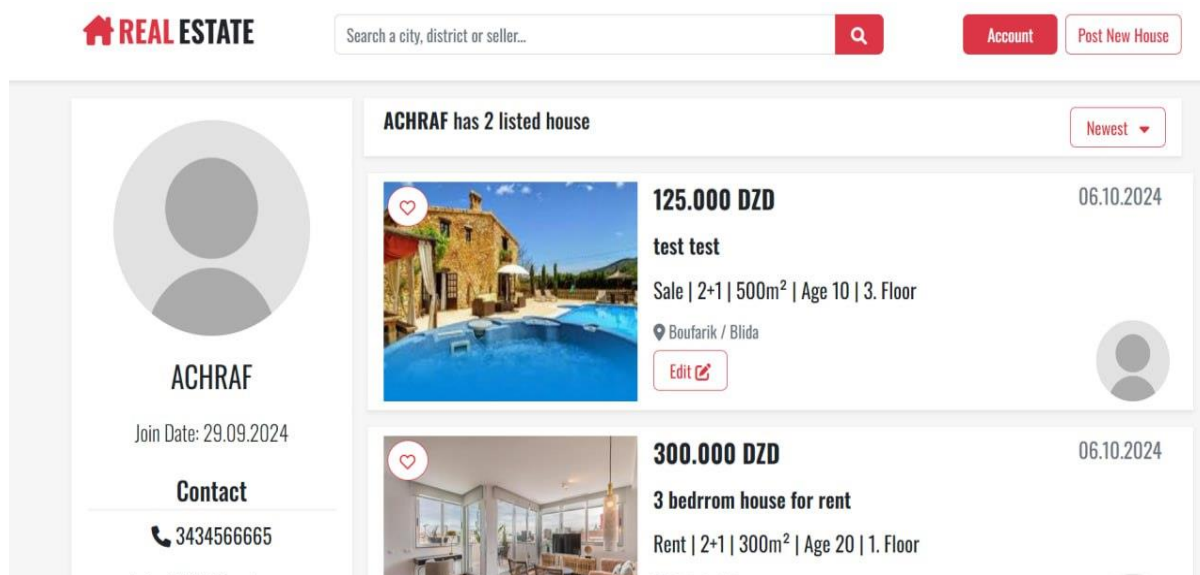 REAL ESTATE
Search a city, district or seller...
Account
Post New House
ACHRAF
Join Date: 29.09.2024
Contact
3434566665
ACHRAF has 2 listed house
Newest
125.000 DZD
06.10.2024
test test
Sale | 2+1 | 500m² | Age 10 | 3. Floor
Boufarik / Blida
Edit
300.000 DZD
06.10.2024
3 bedrrom house for rent
Rent | 2+1 | 300m² | Age 20 | 1. Floor